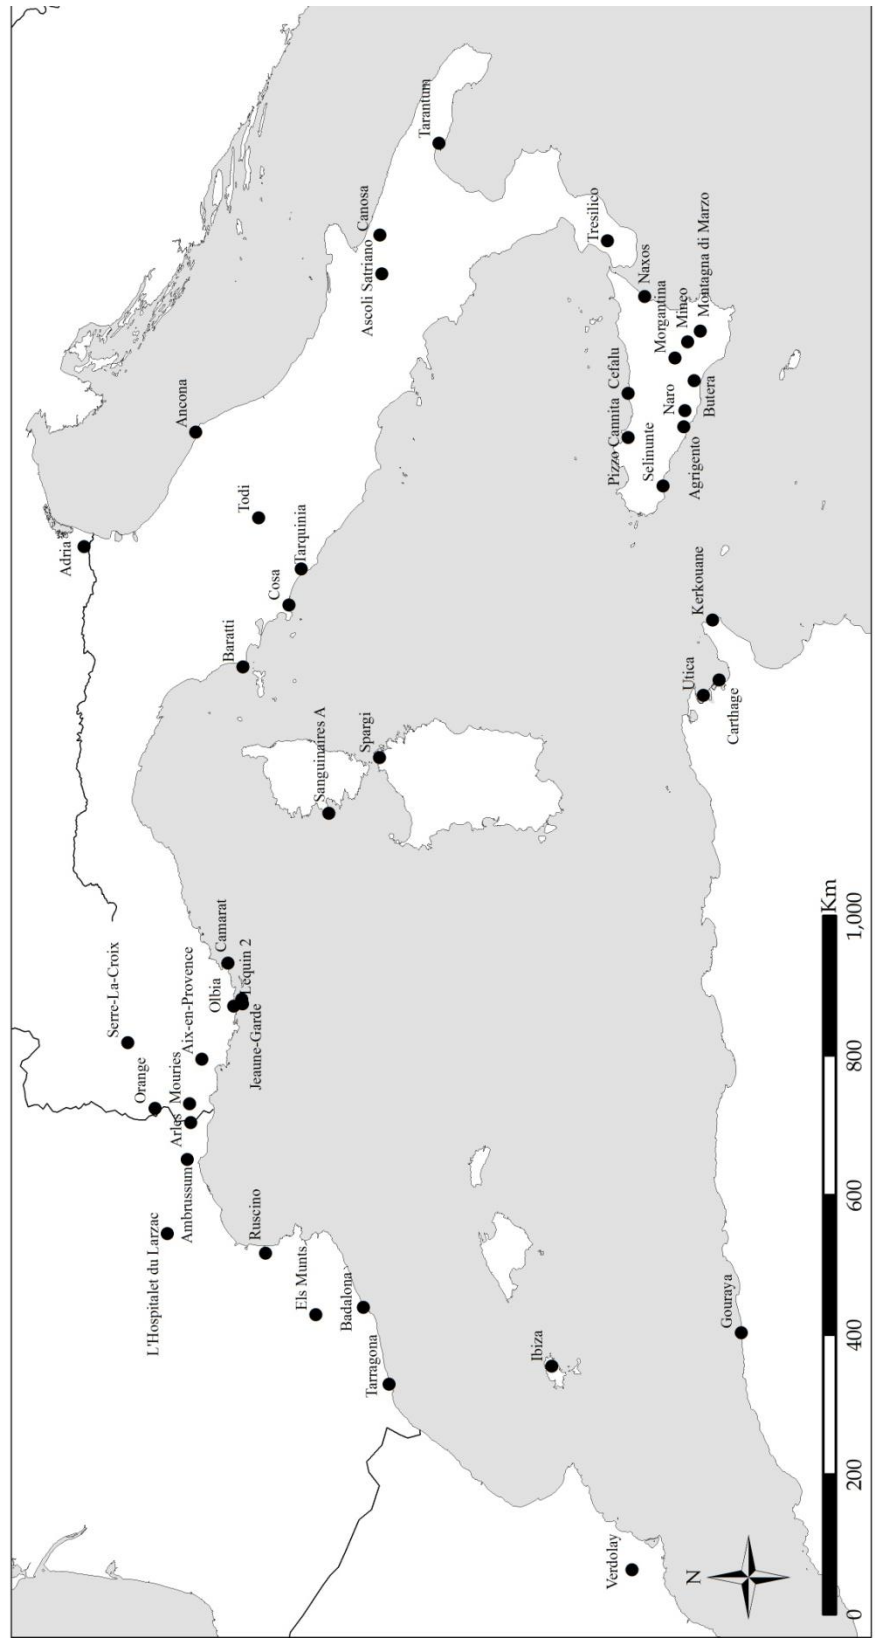 Adria
Ancona
Todi
Tarquinia
Cosa
Baratti
Ascoli Satriano
Canosa
Tarantum
Tresilico
Naxos
Morgantina
Mineo
Montagna di Marzo
Butera
Naro
Agrigento
Selinunte
Pizzo Cannita
Cefalu
Kerkouane
Utica
Carthage
Sanguinaires A
Spargi
Serre-La-Croix
Orange
Mouries
Aix-en-Provence
Arles
Ambrussum
L'Hospitalet du Larzac
Olbia
Camarat
Lequin 2
Jeaune-Garde
Ruscino
Els Munts
Badalona
Tarragona
Ibiza
Verdolay
Gouraya
N
0 200 400 600 800 1,000
Km